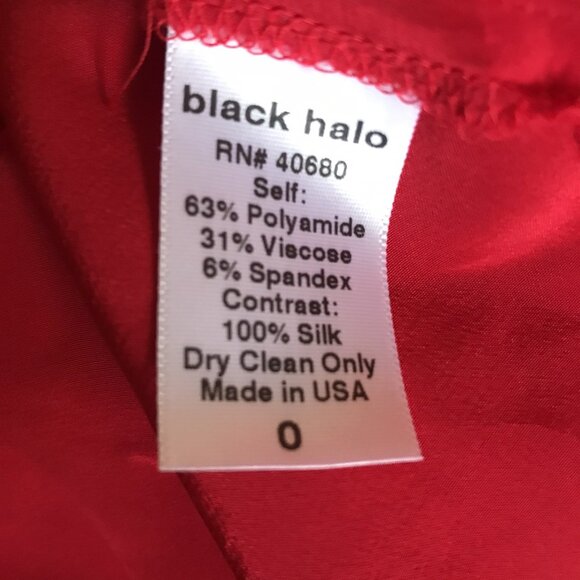 black halo
RN# 40680
Self:
63% Polyamide
31% Viscose
6% Spandex
Contrast:
100% Silk
Dry Clean Only
Made in USA
0